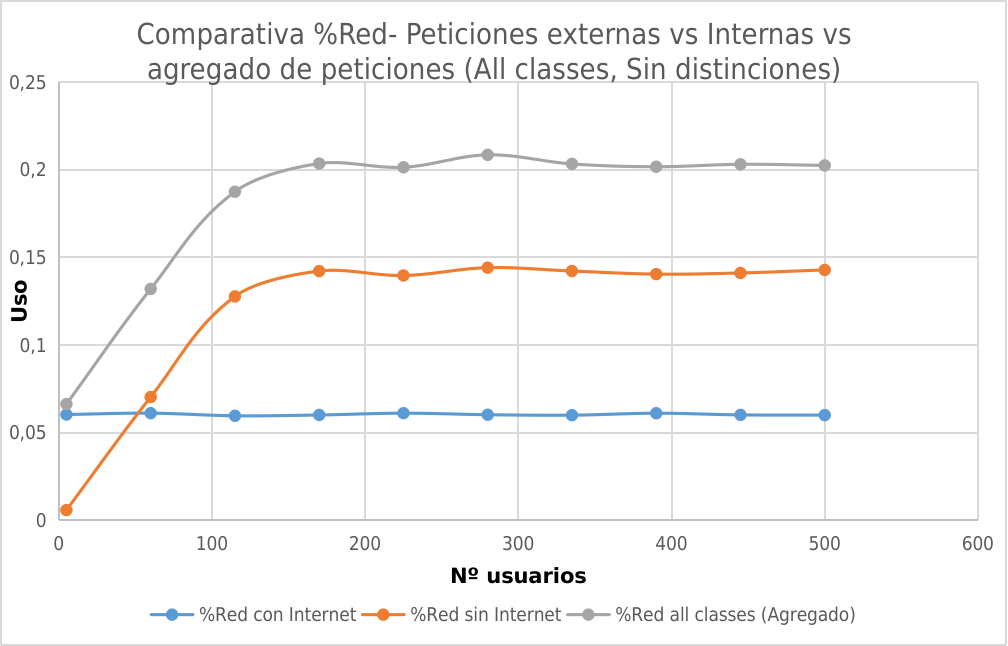 Comparativa %Red- Peticiones externas vs Internas vs
agregado de peticiones (All classes, Sin distinciones)
0,25
0,2
0,15
0,1
0,05
0
Uso
0 100 200 300 400 500 600
Nº usuarios
%Red con Internet %Red sin Internet %Red all classes (Agregado)